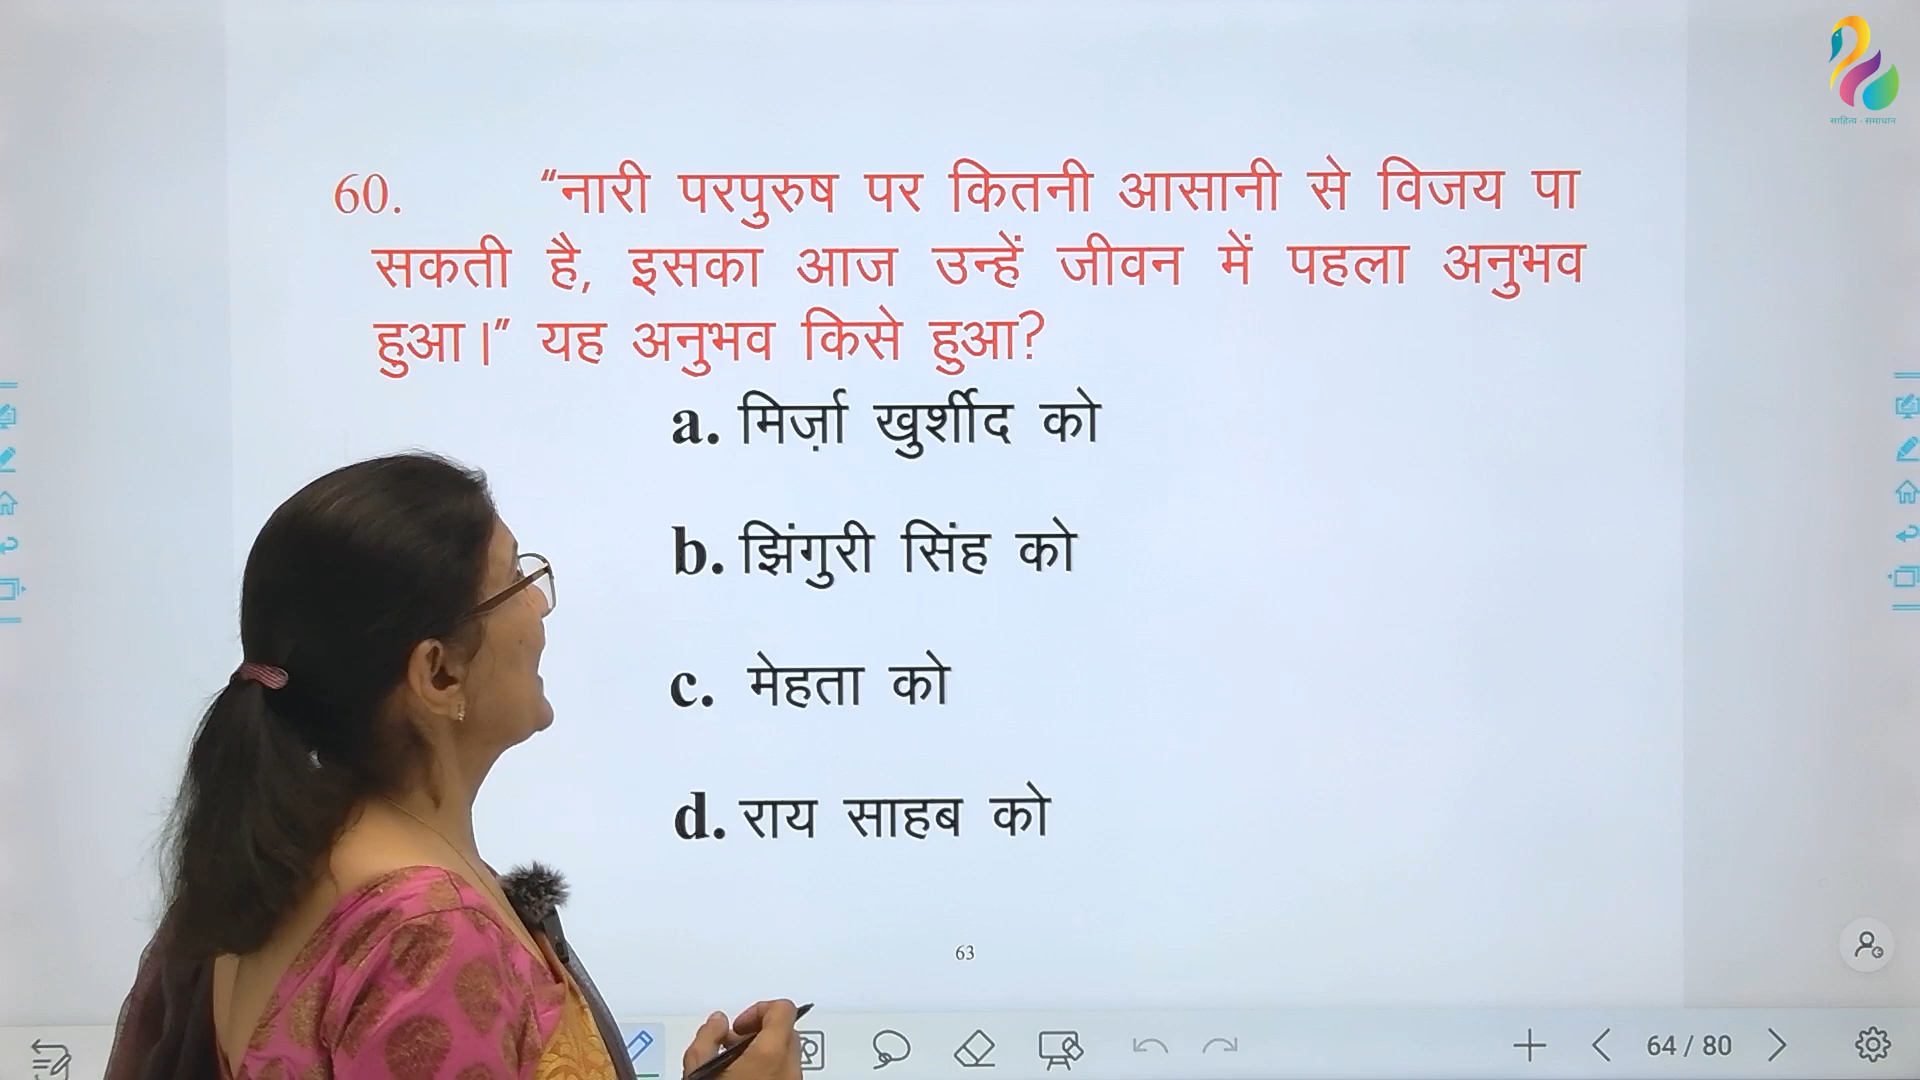 साहित्य - समाधान
60. "नारी परपुरुष पर कितनी आसानी से विजय पा
सकती है, इसका आज उन्हें जीवन में पहला अनुभव
हुआ।" यह अनुभव किसे हुआ?
a. मिर्ज़ा खुर्शीद को
b. झिंगुरी सिंह को
c. मेहता को
d. राय साहब को
63
64 / 80